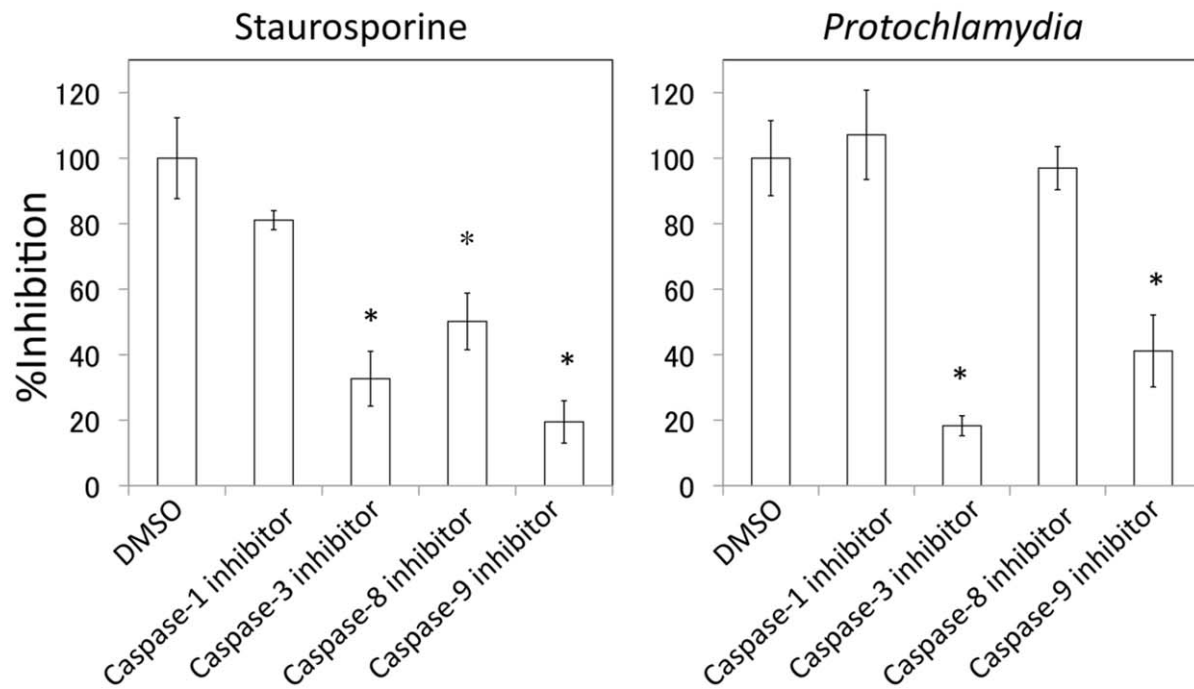 Staurosporine
Protochlamydia
%Inhibition
120
100
80
60
40
20
0
*
*
*
DMSO
Caspase-1 inhibitor
Caspase-3 inhibitor
Caspase-8 inhibitor
Caspase-9 inhibitor
120
100
80
60
40
20
0
*
*
DMSO
Caspase-1 inhibitor
Caspase-3 inhibitor
Caspase-8 inhibitor
Caspase-9 inhibitor